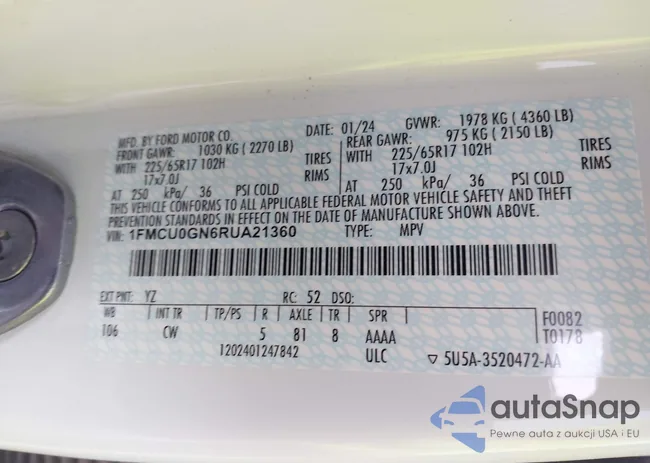 MFD. BY FORD MOTOR CO.
DATE: 01/24 GVWR: 1978 KG ( 4360 LB)
FRONT GAWR: 1030 KG ( 2270 LB) REAR GAWR: 975 KG ( 2150 LB)
WITH 225/65R17 102H TIRES WITH 225/65R17 102H TIRES
17x7.0J RIMS 17x7.0J RIMS
AT 250 kPa/ 36 PSI COLD AT 250 kPa/ 36 PSI COLD
THIS VEHICLE CONFORMS TO ALL APPLICABLE FEDERAL MOTOR VEHICLE SAFETY AND THEFT
PREVENTION STANDARDS IN EFFECT ON THE DATE OF MANUFACTURE SHOWN ABOVE.
VIN: 1FMCU0GN6RUA21360 TYPE: MPV
EXT PNT: YZ RC: 52 DSO:
WB INT TR TP/PS R AXLE TR SPR
106 CW 5 81 8 AAAA
F0082
T0178
1202401247842 ULC ▽ 5U5A-3520472-AA
autaSnap
Pewne auta z aukcji USA i EU